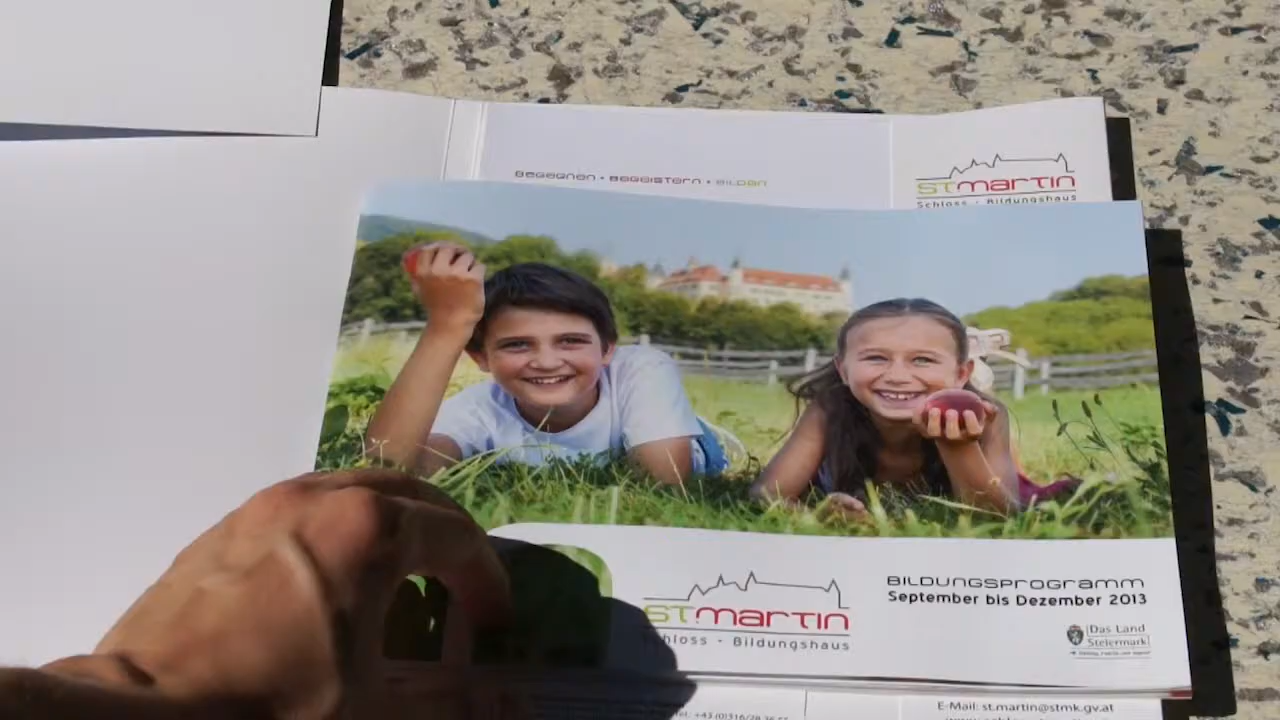 BEGEGNEN • BEGEISTERN • BILDEN
ST.MARTIN
Schloss - Bildungshaus
ST.MARTIN
Schloss - Bildungshaus
BILDUNGSPROGRAMM
September bis Dezember 2013
Das Land
Steiermark
E-Mail: st.martin@stmk.gv.at